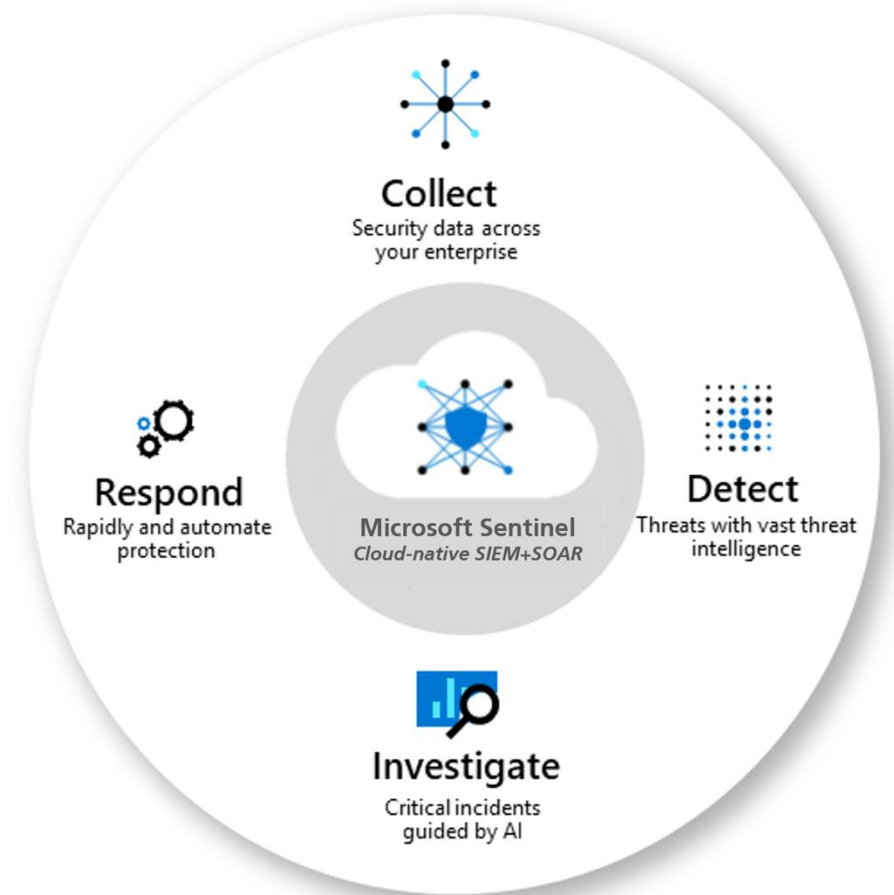 Collect
Security data across
your enterprise
Respond
Rapidly and automate
protection
Microsoft Sentinel
Cloud-native SIEM+SOAR
Detect
Threats with vast threat
intelligence
Investigate
Critical incidents
guided by AI